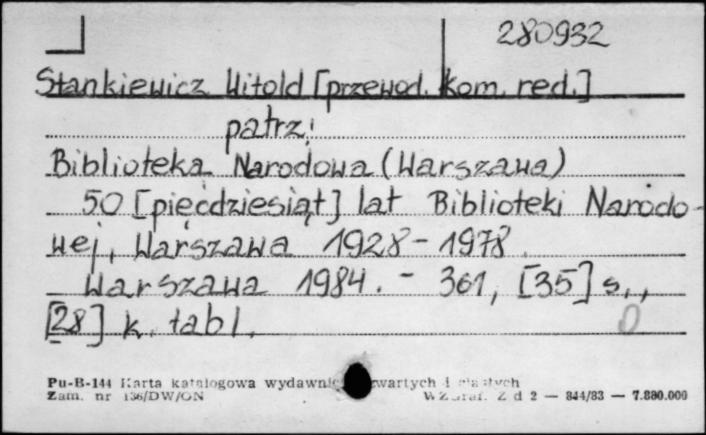 280932
Stankiewicz Witold [przewod. kom. red.]
patrz:
Biblioteka Narodowa (Warszawa)
50 [pięćdziesiąt] lat Biblioteki Narodo-
wej, Warszawa 1928-1978.
Warszawa 1984. - 361, [35] s.,
[28] k. tabl.
Pu-B-144 Karta katalogowa wydawnictw zwartych i
Zam. nr 136/DW/ON Z d 2 — 844/83 — 7.880.000